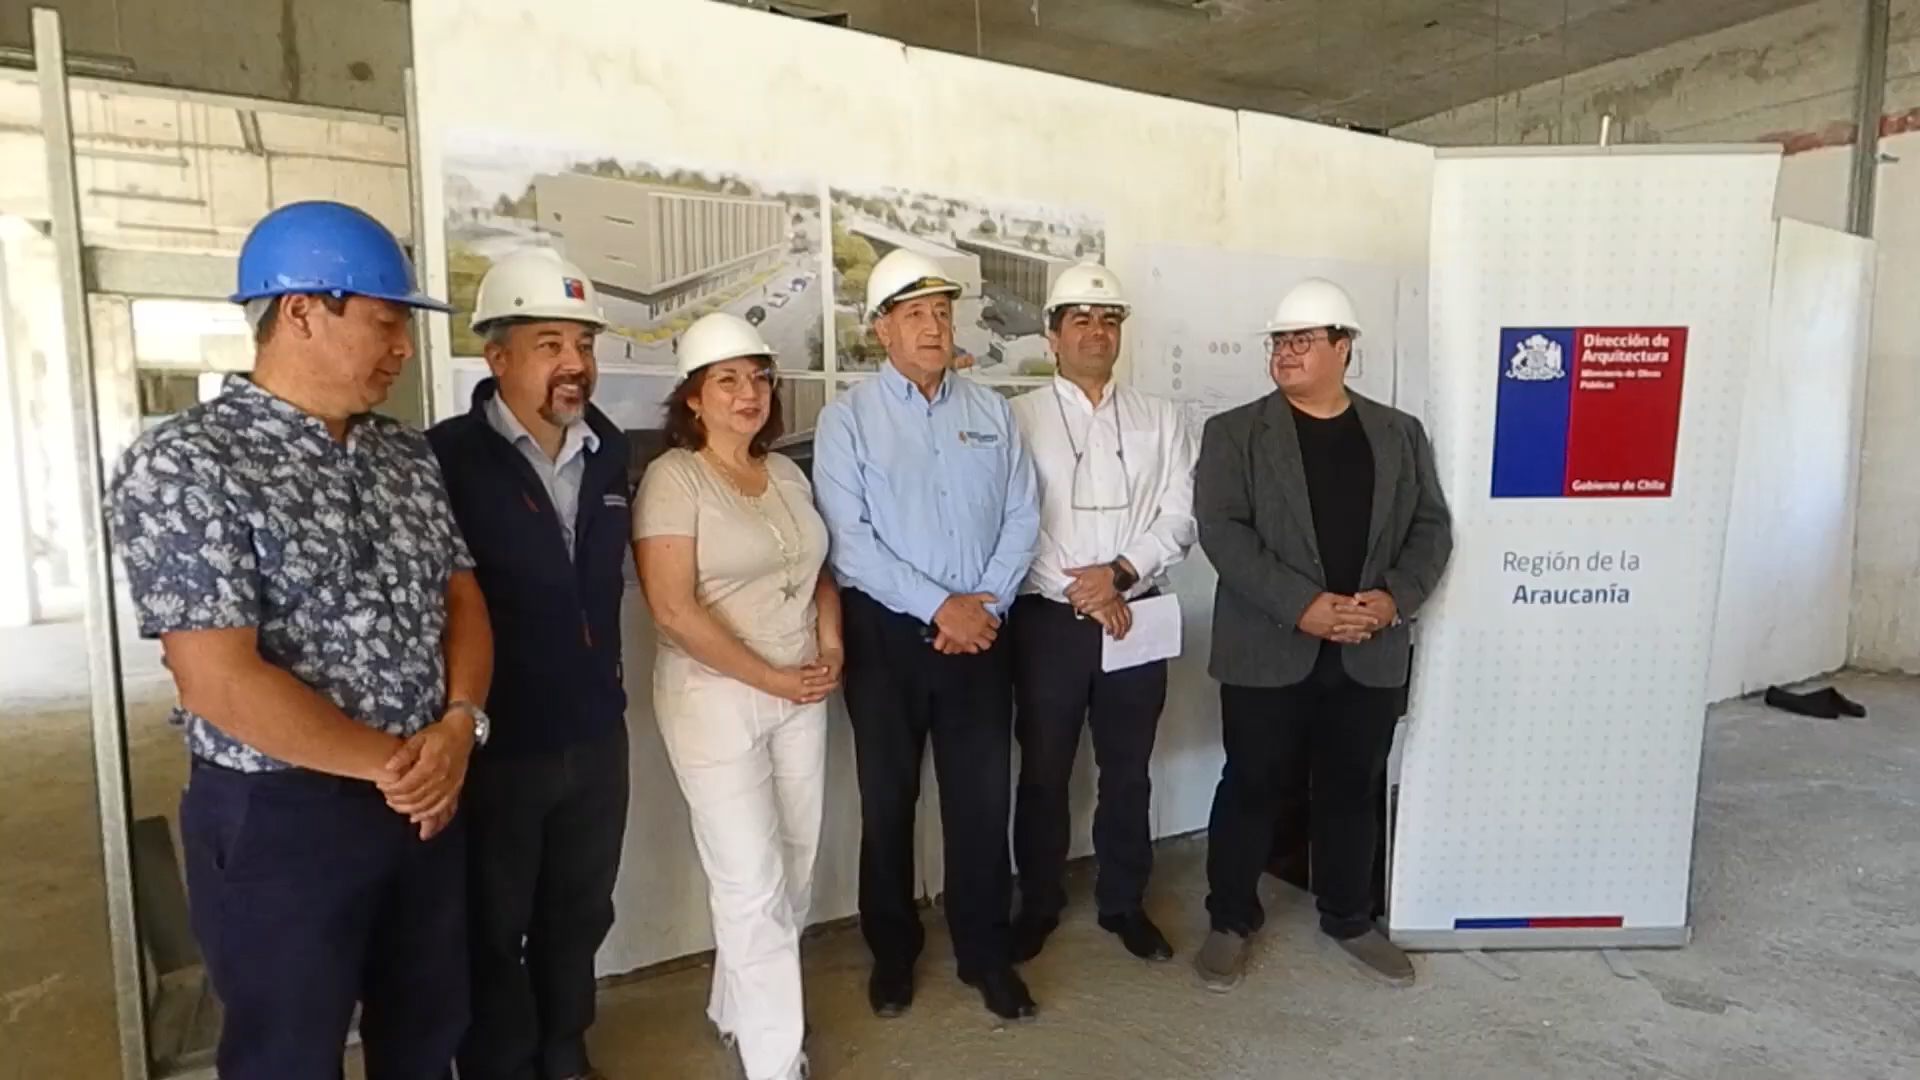 Dirección de
Arquitectura
Ministerio de Obras
Públicas
Gobierno de Chile
Región de la
Araucanía